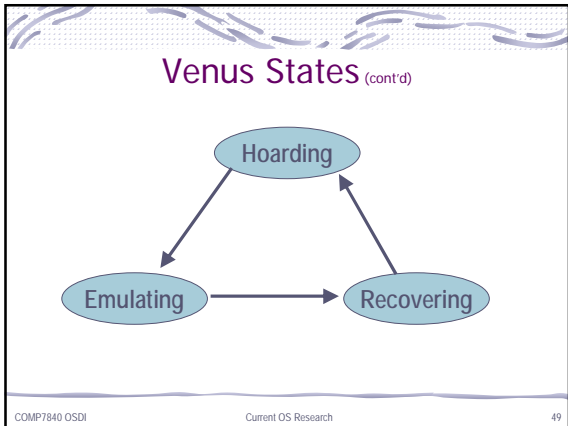 Venus States (cont'd)
Hoarding
Emulating
Recovering
COMP7840 OSDI
Current OS Research
49